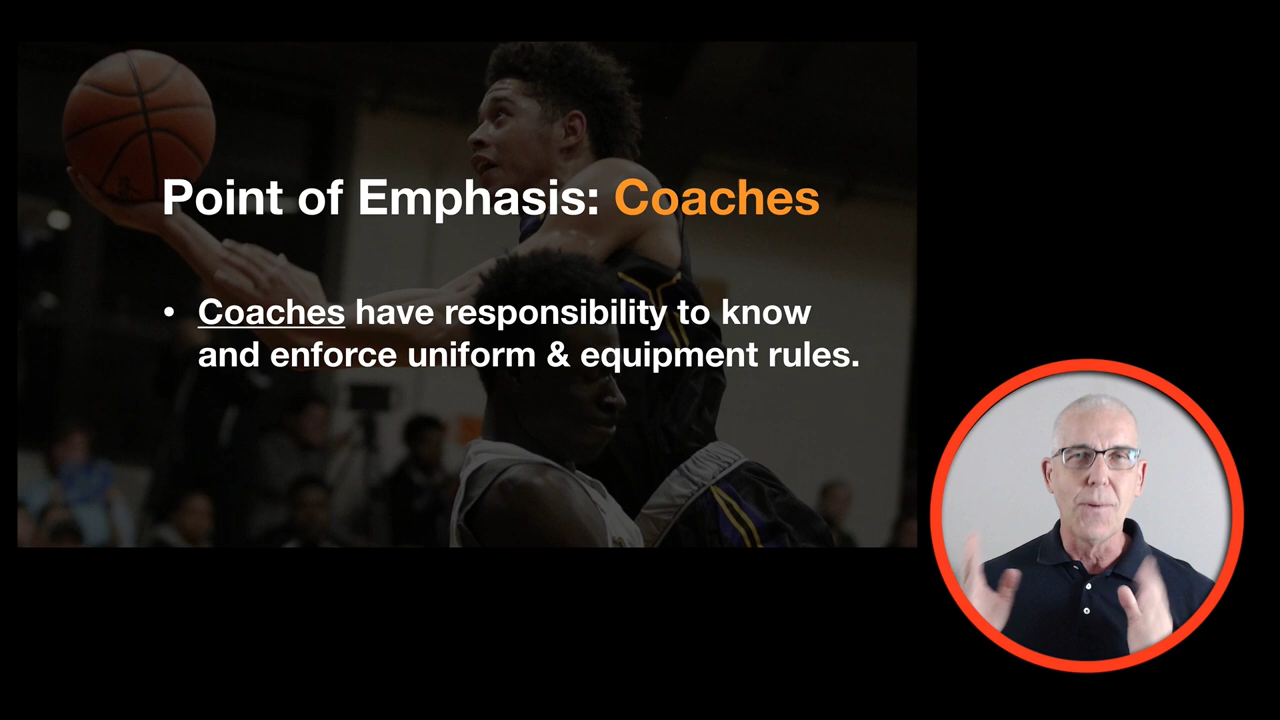 Point of Emphasis: Coaches
• Coaches have responsibility to know
and enforce uniform & equipment rules.